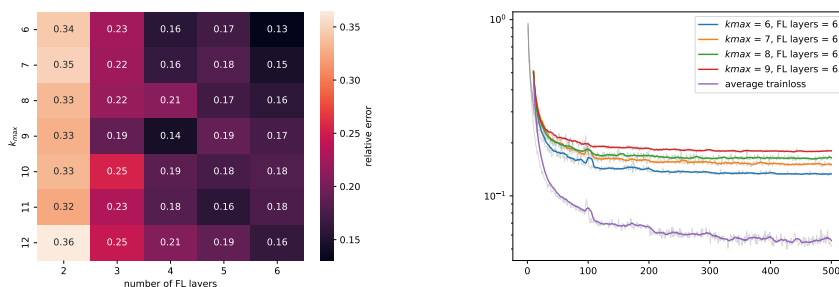 6 0.34 0.23 0.16 0.16 0.13
7 0.35 0.22 0.16 0.18 0.15
8 0.33 0.22 0.21 0.17 0.16
9 0.33 0.19 0.14 0.19 0.17
10 0.33 0.25 0.19 0.18 0.18
11 0.32 0.23 0.18 0.16 0.18
12 0.36 0.25 0.21 0.19 0.16
k_max
2 3 4 5 6
number of FL layers
0.35
0.30
0.25
0.20
0.15
relative error
10⁰
10⁻¹
kmax = 6, FL layers = 6
kmax = 7, FL layers = 6
kmax = 8, FL layers = 6
kmax = 9, FL layers = 6
average trainloss
0 100 200 300 400 500